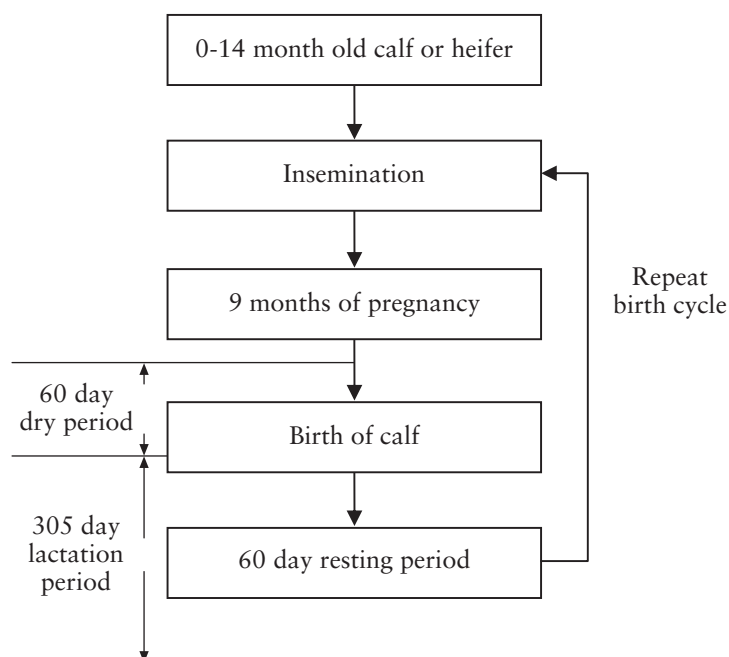 0-14 month old calf or heifer
Insemination
9 months of pregnancy
Repeat
birth cycle
60 day
dry period
Birth of calf
305 day
lactation
period
60 day resting period